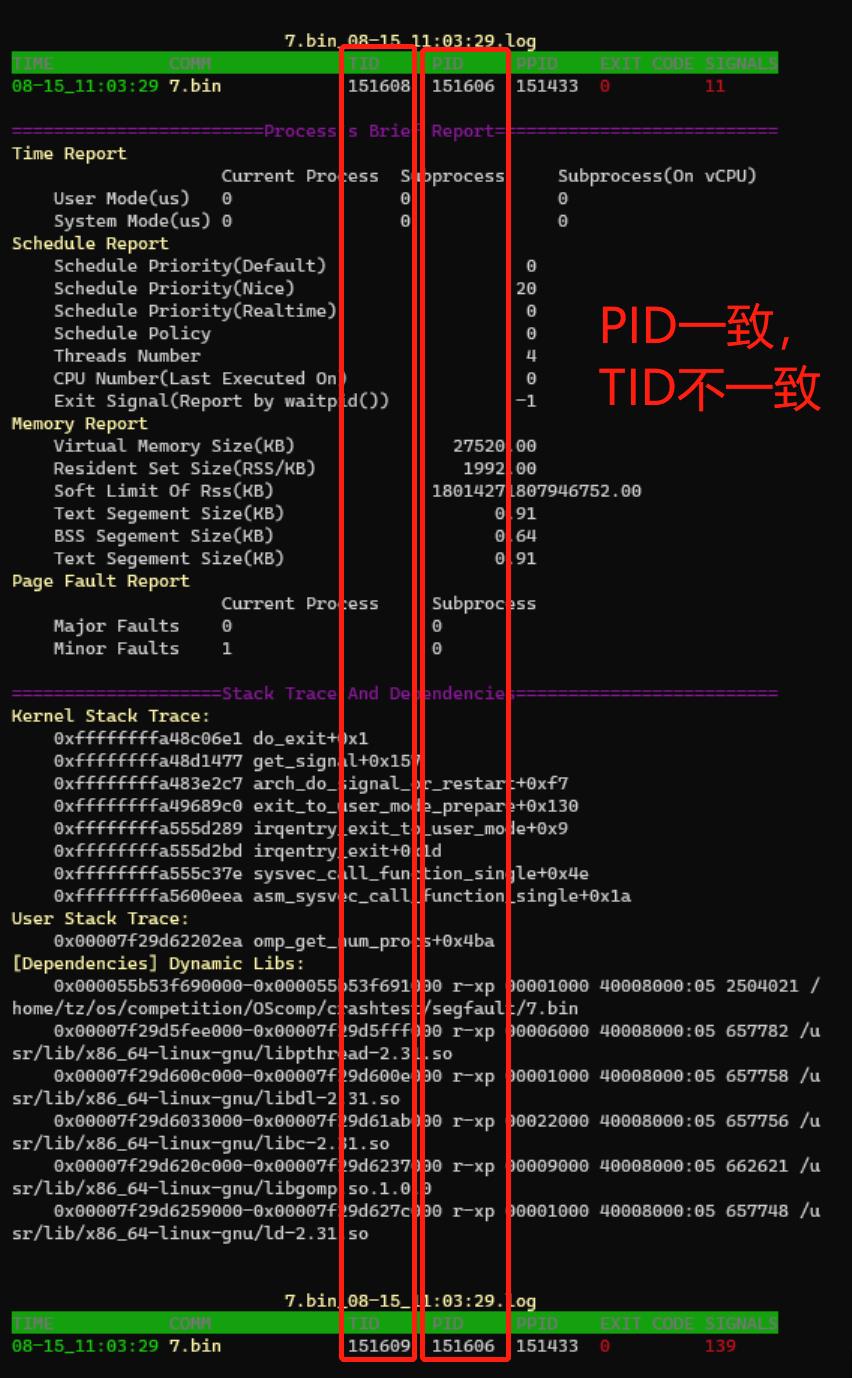 7.bin_08-15_11:03:29.log
TIME COMM TID PID PPID EXIT CODE SIGNALS
08-15_11:03:29 7.bin 151608 151606 151433 0 11
========================Process's Brief Report===========================
Time Report
Current Process Subprocess Subprocess(On vCPU)
User Mode(us) 0 0 0
System Mode(us) 0 0 0
Schedule Report
Schedule Priority(Default) 0
Schedule Priority(Nice) 20
Schedule Priority(Realtime) 0
Schedule Policy 0
Threads Number 4
CPU Number(Last Executed On) 0
Exit Signal(Report by waitpid()) -1
PID一致，
TID不一致
Memory Report
Virtual Memory Size(KB) 27520.00
Resident Set Size(RSS/KB) 1992.00
Soft Limit Of Rss(KB) 18014271807946752.00
Text Segement Size(KB) 0.91
BSS Segement Size(KB) 0.64
Text Segement Size(KB) 0.91
Page Fault Report
Current Process Subprocess
Major Faults 0 0
Minor Faults 1 0
====================Stack Trace And Dependencies=========================
Kernel Stack Trace:
0xffffffffa48c06e1 do_exit+0x1
0xffffffffa48d1477 get_signal+0x157
0xffffffffa483e2c7 arch_do_signal_or_restart+0xf7
0xffffffffa49689c0 exit_to_user_mode_prepare+0x130
0xffffffffa555d289 irqentry_exit_to_user_mode+0x9
0xffffffffa555d2bd irqentry_exit+0x1d
0xffffffffa555c37e sysvec_call_function_single+0x4e
0xffffffffa5600eea asm_sysvec_call_function_single+0x1a
User Stack Trace:
0x00007f29d62202ea omp_get_num_procs+0x4ba
[Dependencies] Dynamic Libs:
0x000055b53f690000-0x000055b53f691000 r-xp 00001000 40008000:05 2504021 /
home/tz/os/competition/OScomp/crashtest/segfault/7.bin
0x00007f29d5fee000-0x00007f29d5fff000 r-xp 00006000 40008000:05 657782 /u
sr/lib/x86_64-linux-gnu/libpthread-2.31.so
0x00007f29d600c000-0x00007f29d600e000 r-xp 00001000 40008000:05 657758 /u
sr/lib/x86_64-linux-gnu/libdl-2.31.so
0x00007f29d6033000-0x00007f29d61ab000 r-xp 00022000 40008000:05 657756 /u
sr/lib/x86_64-linux-gnu/libc-2.31.so
0x00007f29d620c000-0x00007f29d6237000 r-xp 00009000 40008000:05 662621 /u
sr/lib/x86_64-linux-gnu/libgomp.so.1.0.0
0x00007f29d6259000-0x00007f29d627c000 r-xp 00001000 40008000:05 657748 /u
sr/lib/x86_64-linux-gnu/ld-2.31.so
7.bin_08-15_11:03:29.log
TIME COMM TID PID PPID EXIT CODE SIGNALS
08-15_11:03:29 7.bin 151609 151606 151433 0 139